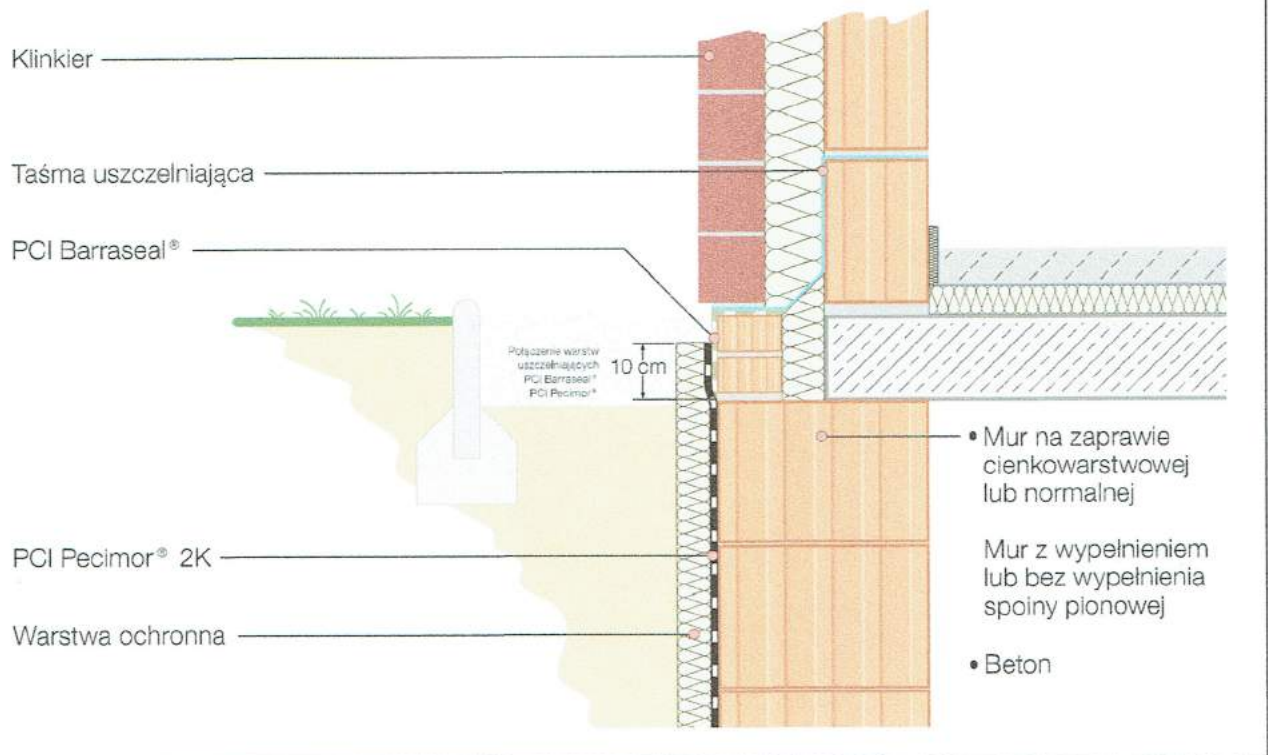 Klinkier
Taśma uszczelniająca
PCI Barraseal®
Połączenie warstw
uszczelniających
PCI Barraseal®
PCI Pecimor®
10 cm
PCI Pecimor® 2K
Warstwa ochronna
• Mur na zaprawie
cienkowarstwowej
lub normalnej
Mur z wypełnieniem
lub bez wypełnienia
spoiny pionowej
• Beton